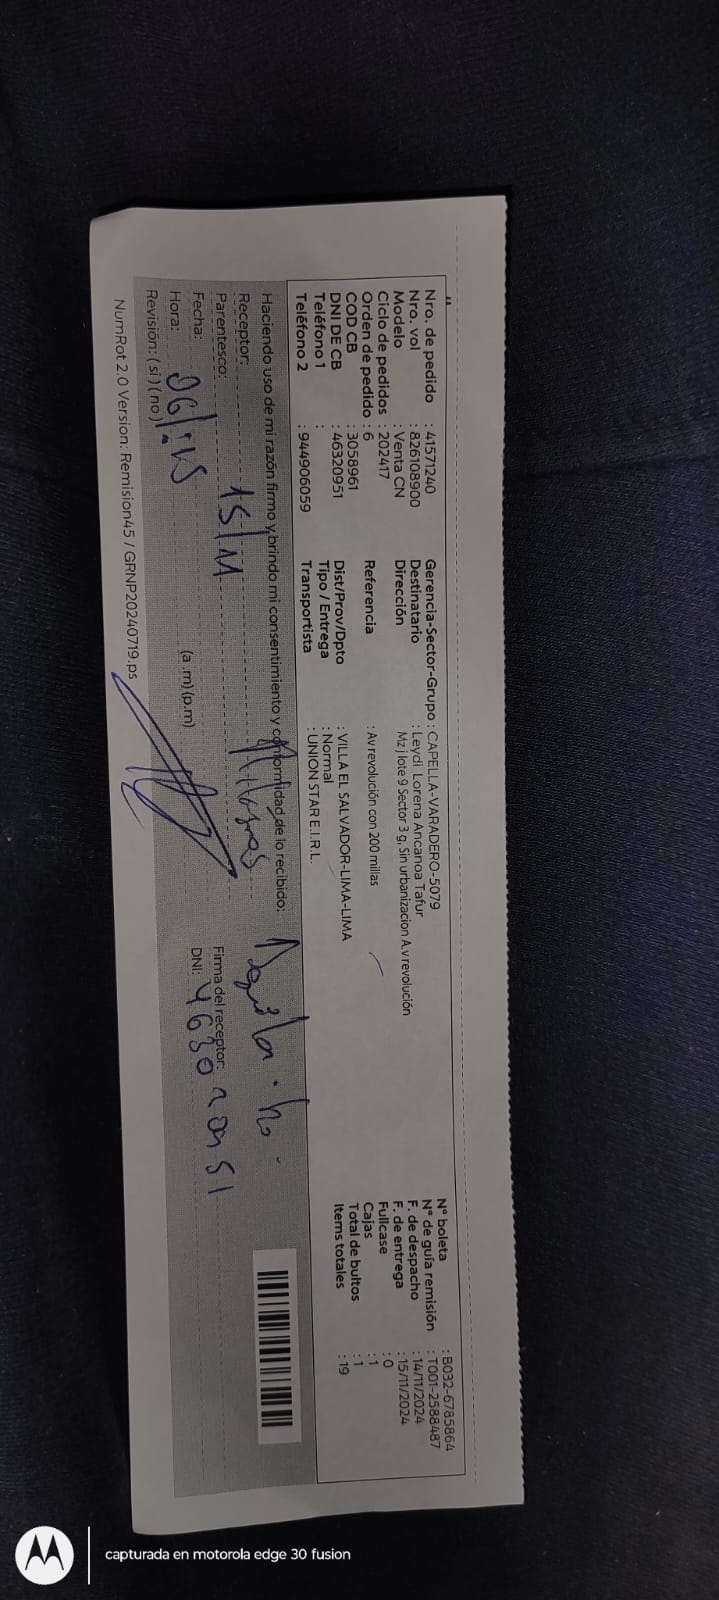 Nro. de pedido : 41571240
Nro. vol : 826108900
Modelo : Venta CN
Ciclo de pedidos : 202417
Orden de pedido : 6
COD CB : 3058961
DNI DE CB : 46320951
Teléfono 1 :
Teléfono 2 : 944906059
Gerencia-Sector-Grupo : CAPELLA-VARADERO-5079
Destinatario : Leydi Lorena Ancanoa Tafur
Dirección Mz j lote 9 Sector 3 g, Sin urbanizacion A.v revolución
Referencia : Av revolución con 200 millas
Dist/Prov/Dpto : VILLA EL SALVADOR-LIMA-LIMA
Tipo / Entrega : Normal
Transportista : UNION STAR E.I.R.L.
N° boleta : B032-6785864
N° de guía remisión : T001-2588487
F. de despacho : 14/11/2024
F. de entrega : 15/11/2024
Fullcase : 0
Cajas : 1
Total de bultos : 1
Items totales : 19
Haciendo uso de mi razón firmo y brindo mi consentimiento y conformidad de lo recibido:
Receptor:
Parentesco:
Fecha: 15/11
Hora: (a .m) (p.m)
Revisión: (si) (no)
Firma del receptor:
DNI:
NumRot 2.0 Version: Remision45 / GRNP20240719.ps
capturada en motorola edge 30 fusion